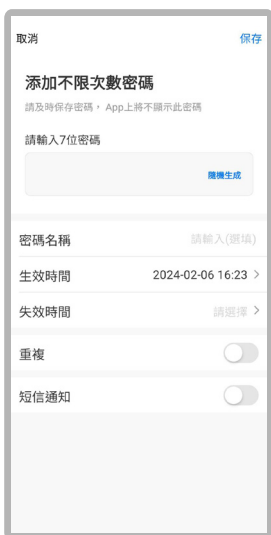 取消
保存
添加不限次數密碼
請及時保存密碼， App上將不顯示此密碼
請輸入7位密碼
隨機生成
密碼名稱
請輸入(選填)
生效時間
2024-02-06 16:23 >
失效時間
請選擇 >
重複
短信通知